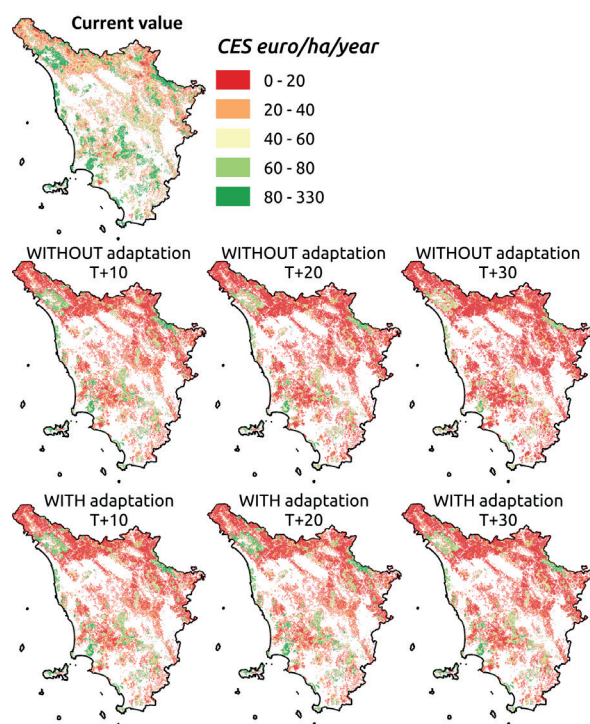 Current value
CES euro/ha/year
0 - 20
20 - 40
40 - 60
60 - 80
80 - 330
WITHOUT adaptation
T+10
WITHOUT adaptation
T+20
WITHOUT adaptation
T+30
WITH adaptation
T+10
WITH adaptation
T+20
WITH adaptation
T+30